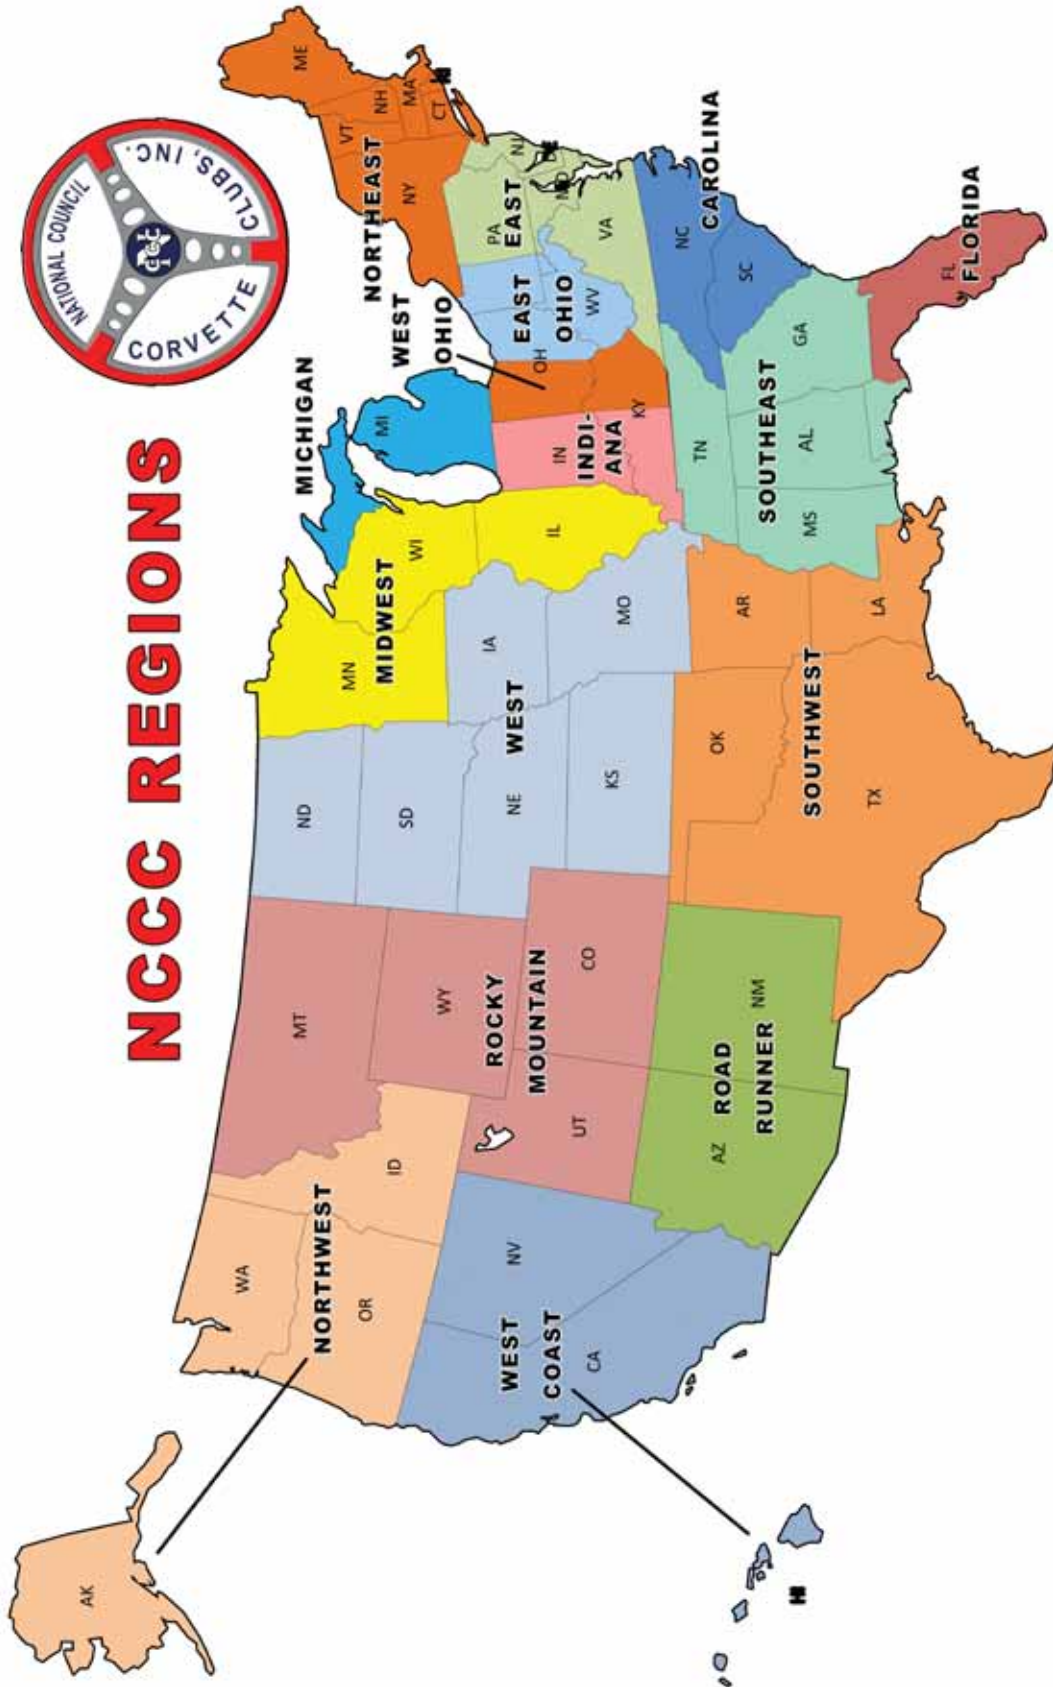 NCCC REGIONS
NATIONAL COUNCIL
CORVETTE
CLUBS, INC.
NCCC
AK
WA
OR
ID
NORTHWEST
MT
WY
ROCKY
MOUNTAIN
UT
CO
NV
WEST
COAST
CA
HI
AZ
ROAD
RUNNER
NM
ND
SD
NE
WEST
KS
IA
MO
MN
MIDWEST
WI
IL
MICHIGAN
MI
OK
AR
SOUTHWEST
TX
LA
IN
INDI-
ANA
KY
WEST
OHIO
OH
EAST
OHIO
WV
NORTHEAST
ME
VT
NH
MA
CT
NY
PA
EAST
NJ
VA
NC
CAROLINA
SC
TN
SOUTHEAST
MS
AL
GA
FL
FLORIDA